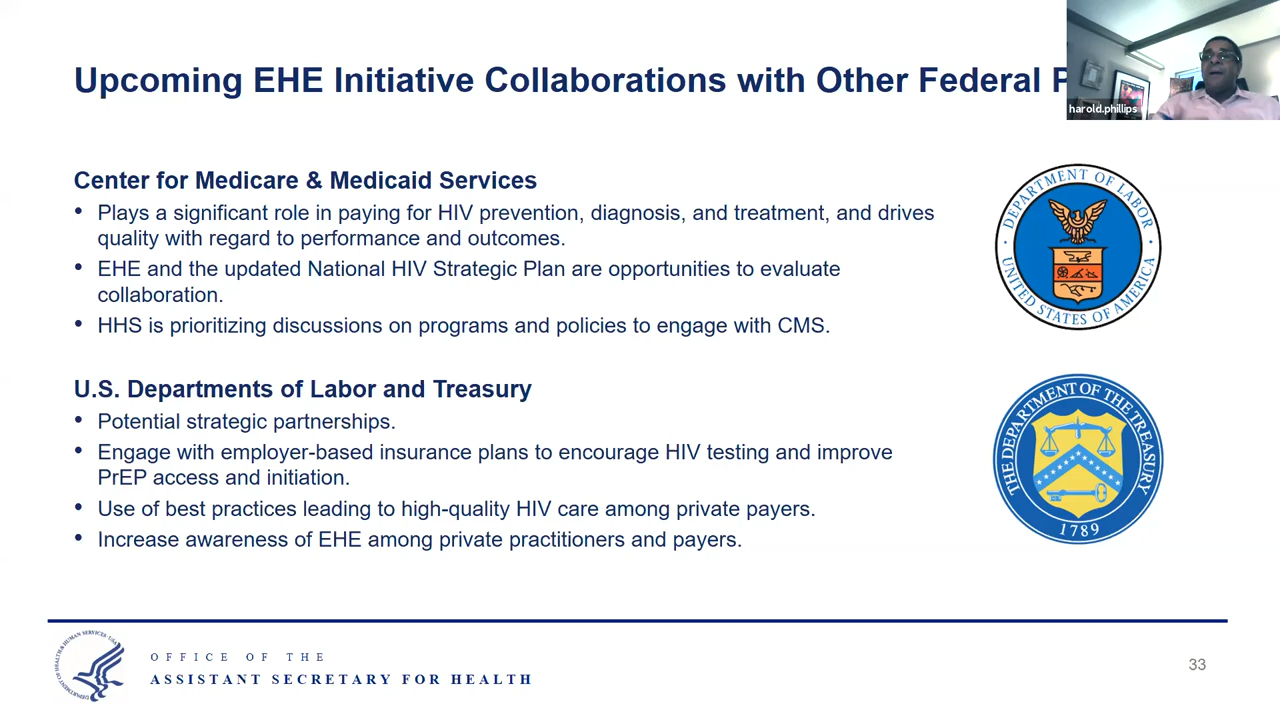 Upcoming EHE Initiative Collaborations with Other Federal
harold.phillips
Center for Medicare & Medicaid Services
• Plays a significant role in paying for HIV prevention, diagnosis, and treatment, and drives
quality with regard to performance and outcomes.
• EHE and the updated National HIV Strategic Plan are opportunities to evaluate
collaboration.
• HHS is prioritizing discussions on programs and policies to engage with CMS.
DEPARTMENT OF LABOR
UNITED STATES OF AMERICA
U.S. Departments of Labor and Treasury
• Potential strategic partnerships.
• Engage with employer-based insurance plans to encourage HIV testing and improve
PrEP access and initiation.
• Use of best practices leading to high-quality HIV care among private payers.
• Increase awareness of EHE among private practitioners and payers.
THE DEPARTMENT OF THE TREASURY
1789
DEPARTMENT OF HEALTH & HUMAN SERVICES · USA
OFFICE OF THE
ASSISTANT SECRETARY FOR HEALTH
33